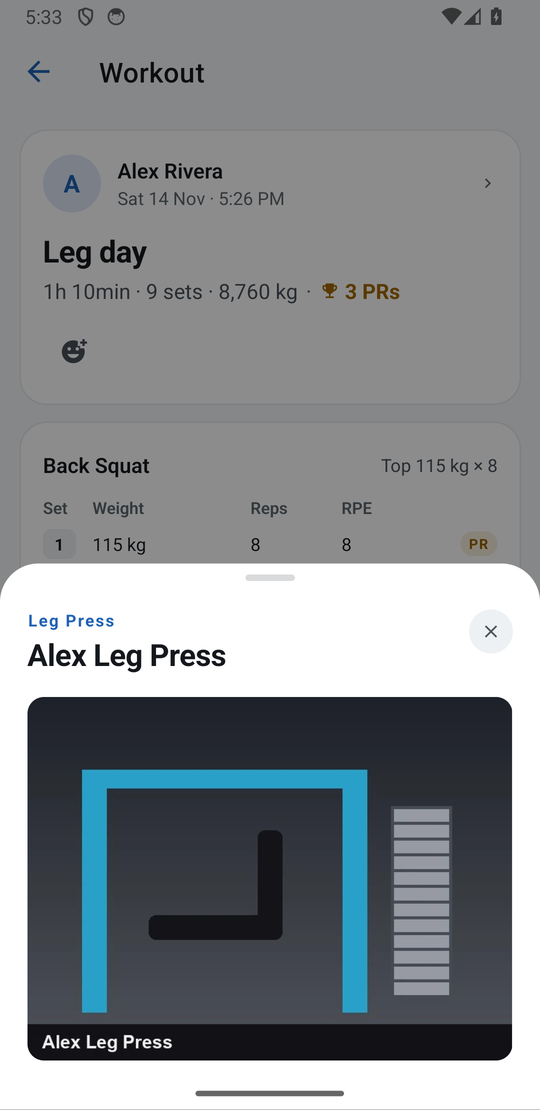 5:33
Workout
A
Alex Rivera
Sat 14 Nov · 5:26 PM
Leg day
1h 10min · 9 sets · 8,760 kg · 3 PRs
Back Squat
Top 115 kg × 8
Set Weight Reps RPE
1 115 kg 8 8 PR
Leg Press
Alex Leg Press
Alex Leg Press